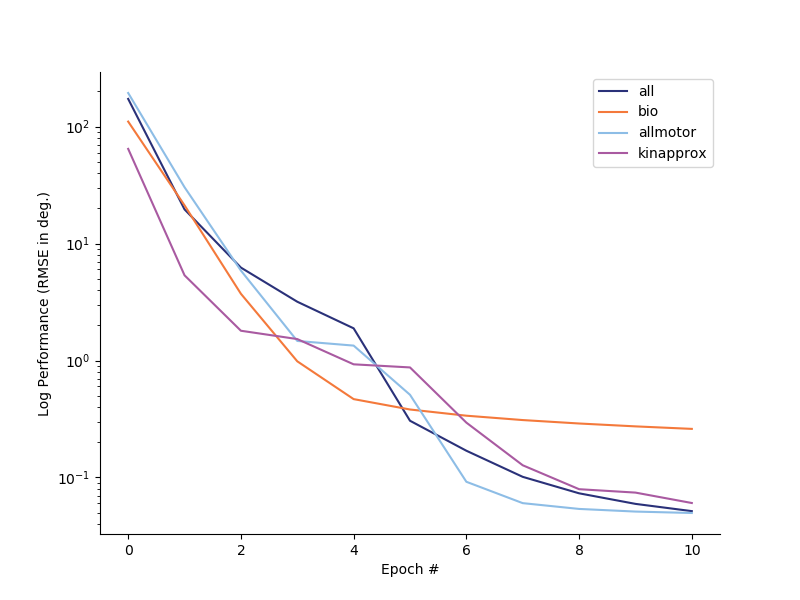 all
bio
allmotor
kinapprox
Log Performance (RMSE in deg.)
10²
10¹
10⁰
10⁻¹
0 2 4 6 8 10
Epoch #